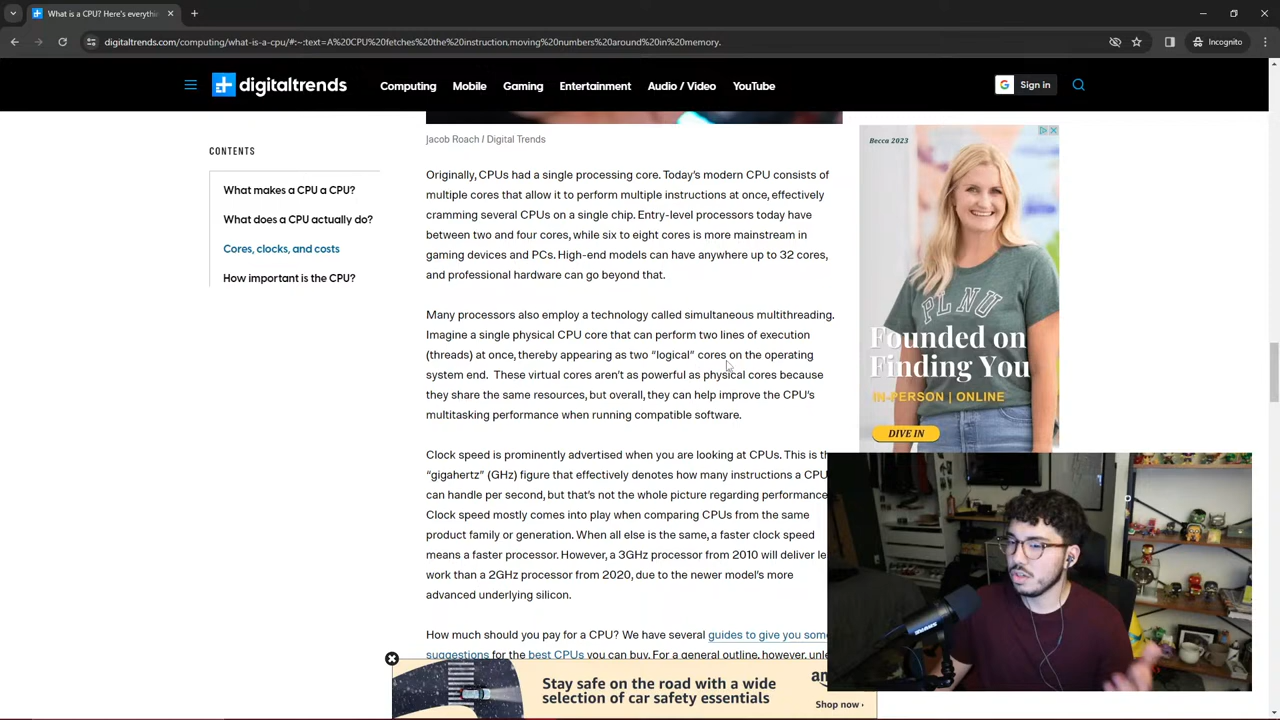 What is a CPU? Here's everythin
digitaltrends.com/computing/what-is-a-cpu/#:~:text=A%20CPU%20fetches%20the%20instruction,moving%20numbers%20around%20in%20memory.
Incognito
digitaltrends
Computing
Mobile
Gaming
Entertainment
Audio / Video
YouTube
G Sign in
CONTENTS
What makes a CPU a CPU?
What does a CPU actually do?
Cores, clocks, and costs
How important is the CPU?
Jacob Roach / Digital Trends
Originally, CPUs had a single processing core. Today's modern CPU consists of
multiple cores that allow it to perform multiple instructions at once, effectively
cramming several CPUs on a single chip. Entry-level processors today have
between two and four cores, while six to eight cores is more mainstream in
gaming devices and PCs. High-end models can have anywhere up to 32 cores,
and professional hardware can go beyond that.
Many processors also employ a technology called simultaneous multithreading.
Imagine a single physical CPU core that can perform two lines of execution
(threads) at once, thereby appearing as two “logical” cores on the operating
system end.  These virtual cores aren't as powerful as physical cores because
they share the same resources, but overall, they can help improve the CPU's
multitasking performance when running compatible software.
Clock speed is prominently advertised when you are looking at CPUs. This is th
“gigahertz” (GHz) figure that effectively denotes how many instructions a CPU
can handle per second, but that's not the whole picture regarding performance
Clock speed mostly comes into play when comparing CPUs from the same
product family or generation. When all else is the same, a faster clock speed
means a faster processor. However, a 3GHz processor from 2010 will deliver le
work than a 2GHz processor from 2020, due to the newer model's more
advanced underlying silicon.
How much should you pay for a CPU? We have several guides to give you som
suggestions for the best CPUs you can buy. For a general outline, however, unle
Becca 2023
PLNU
Founded on
Finding You
IN-PERSON | ONLINE
DIVE IN
Stay safe on the road with a wide
selection of car safety essentials
am
Shop now ›